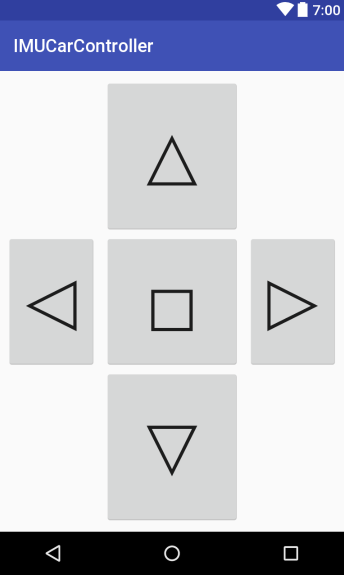 7:00
IMUCarController
△
◁ □ ▷
▽